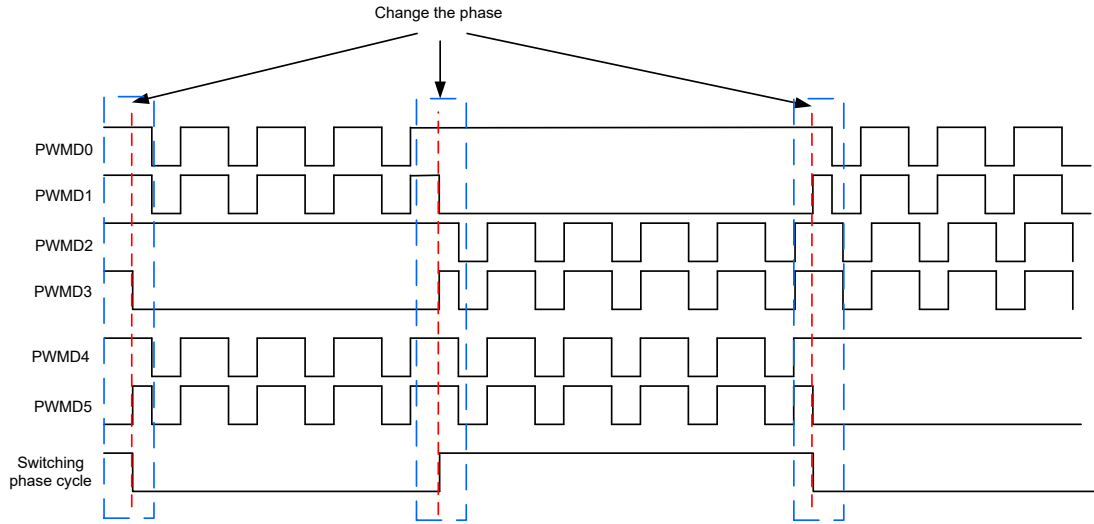 Change the phase
PWMD0
PWMD1
PWMD2
PWMD3
PWMD4
PWMD5
Switching
phase cycle